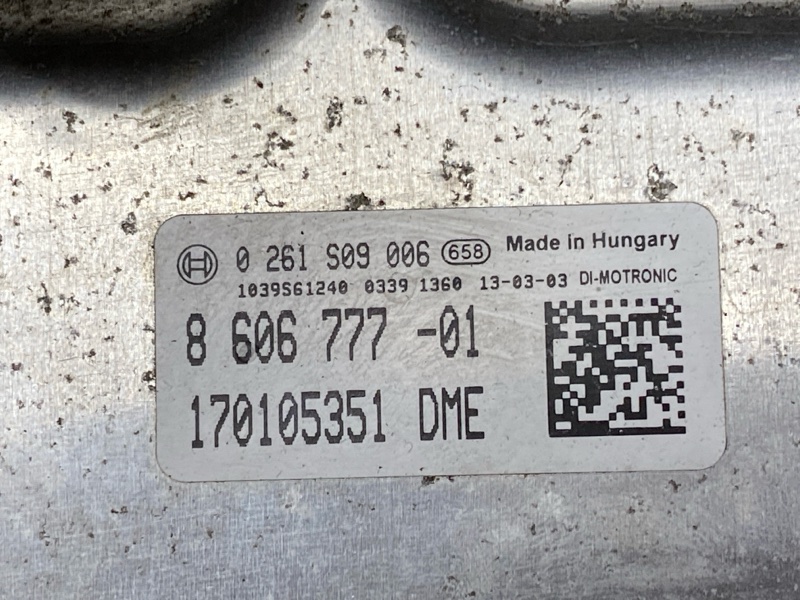 0 261 S09 006 658 Made in Hungary
1039S61240 0339 1360 13-03-03 DI-MOTRONIC
8 606 777 -01
170105351 DME